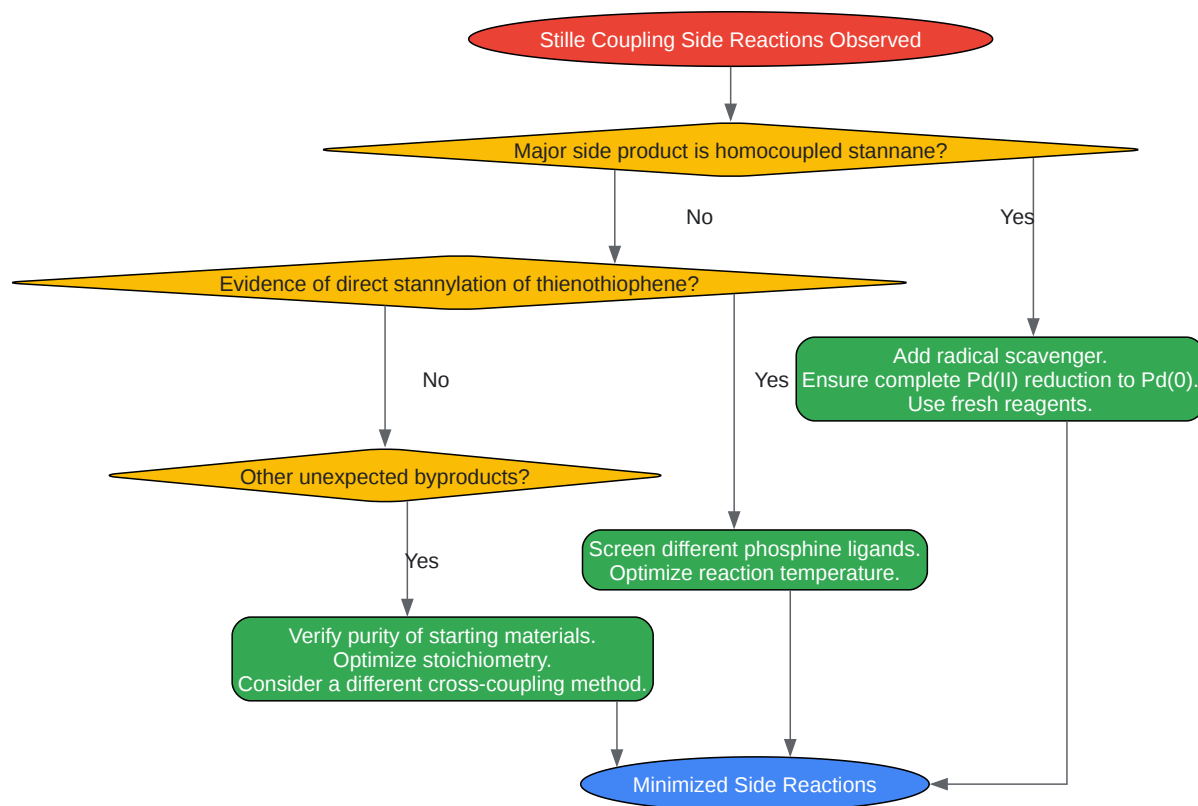 Stille Coupling Side Reactions Observed
Major side product is homocoupled stannane?
No
Yes
Evidence of direct stannylation of thienothiophene?
No
Yes
Add radical scavenger.
Ensure complete Pd(II) reduction to Pd(0).
Use fresh reagents.
Other unexpected byproducts?
Yes
Screen different phosphine ligands.
Optimize reaction temperature.
Verify purity of starting materials.
Optimize stoichiometry.
Consider a different cross-coupling method.
Minimized Side Reactions